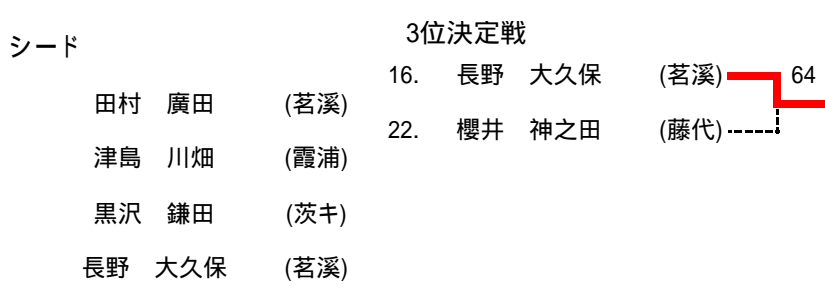 シード
田村　廣田　(茗溪)
津島　川畑　(霞浦)
黒沢　鎌田　(茨キ)
長野　大久保　(茗溪)
3位決定戦
16.　長野　大久保　(茗溪)　64
22.　櫻井　神之田　(藤代)